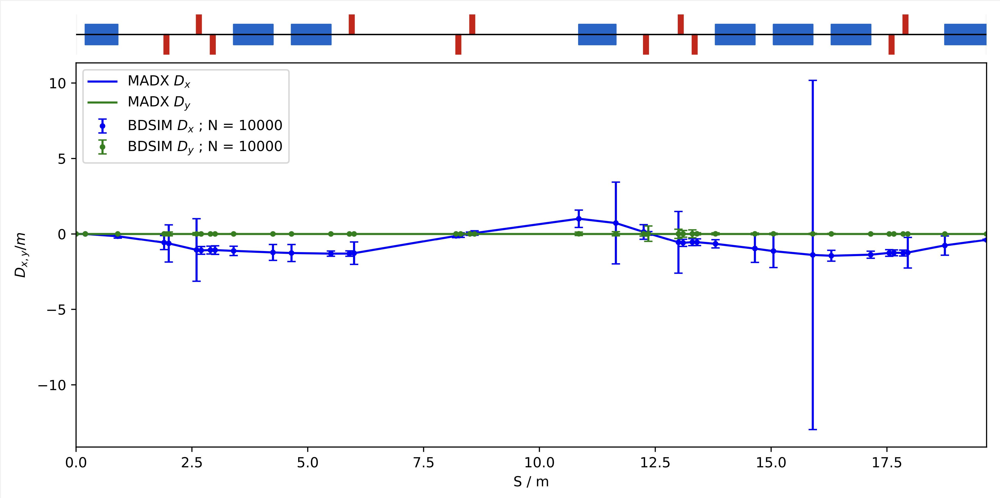 MADX Dx
MADX Dy
BDSIM Dx ; N = 10000
BDSIM Dy ; N = 10000
10
5
0
−5
−10
Dx,y/m
0.0 2.5 5.0 7.5 10.0 12.5 15.0 17.5
S / m